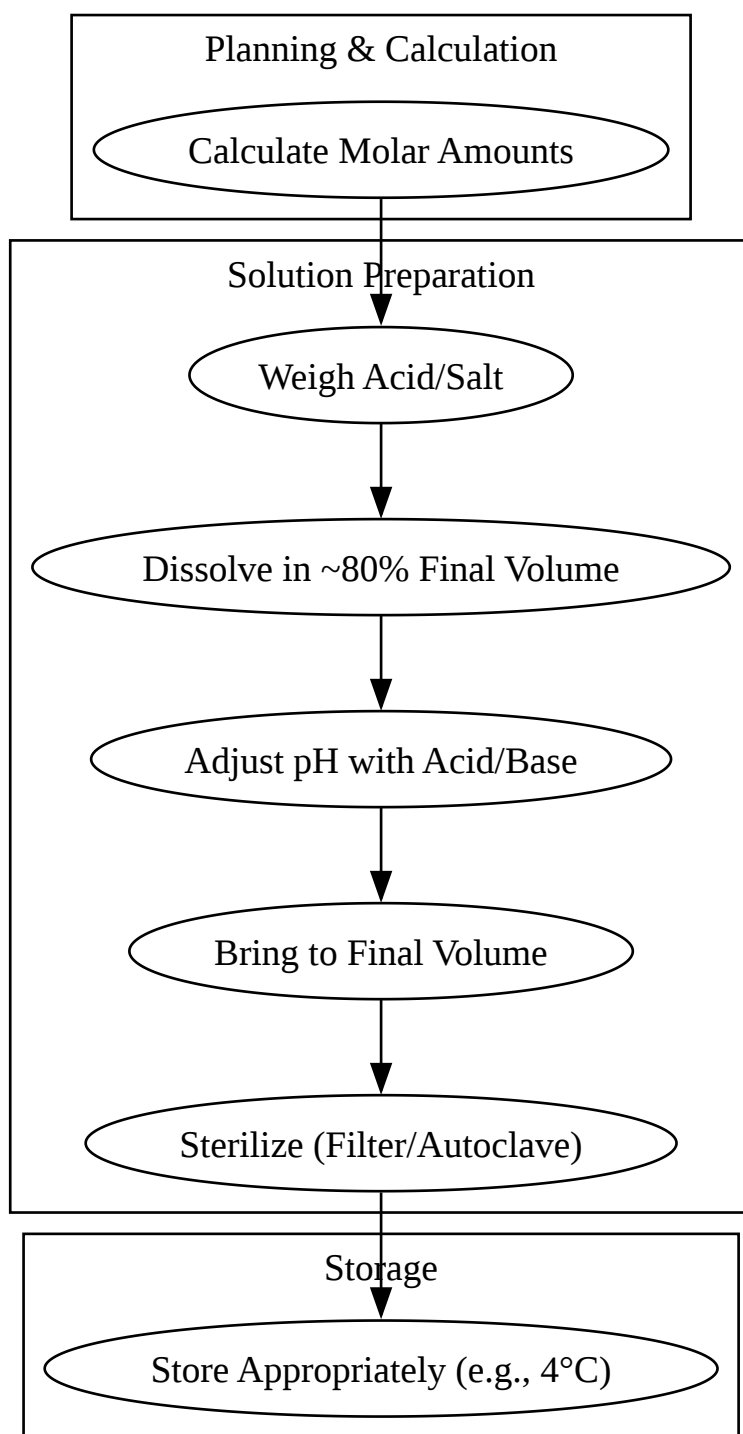 Planning & Calculation
Calculate Molar Amounts
Solution Preparation
Weigh Acid/Salt
Dissolve in ~80% Final Volume
Adjust pH with Acid/Base
Bring to Final Volume
Sterilize (Filter/Autoclave)
Storage
Store Appropriately (e.g., 4°C)